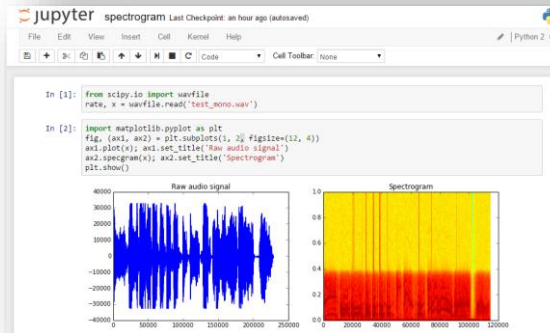 jupyter spectrogram Last Checkpoint: an hour ago (autosaved)
File Edit View Insert Cell Kernel Help Python 2
Code Cell Toolbar: None
In [1]: from scipy.io import wavfile
rate, x = wavfile.read('test_mono.wav')
In [2]: import matplotlib.pyplot as plt
fig, (ax1, ax2) = plt.subplots(1, 2, figsize=(12, 4))
ax1.plot(x); ax1.set_title('Raw audio signal')
ax2.specgram(x); ax2.set_title('Spectrogram')
plt.show()
Raw audio signal
40000
30000
20000
10000
0
−10000
−20000
−30000
−40000
0 50000 100000 150000 200000 250000
Spectrogram
1.0
0.8
0.6
0.4
0.2
0.0
0 20000 40000 60000 80000 100000 120000